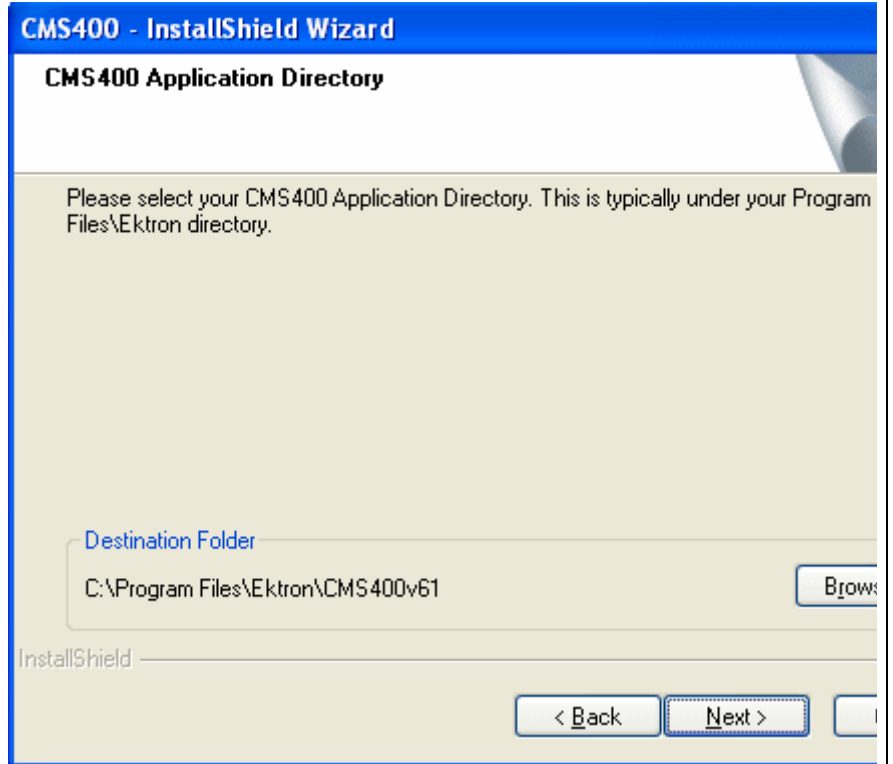 CMS400 - InstallShield Wizard
CMS400 Application Directory
Please select your CMS400 Application Directory. This is typically under your Program
Files\Ektron directory.
Destination Folder
C:\Program Files\Ektron\CMS400v61
Brows
InstallShield
< Back
Next >